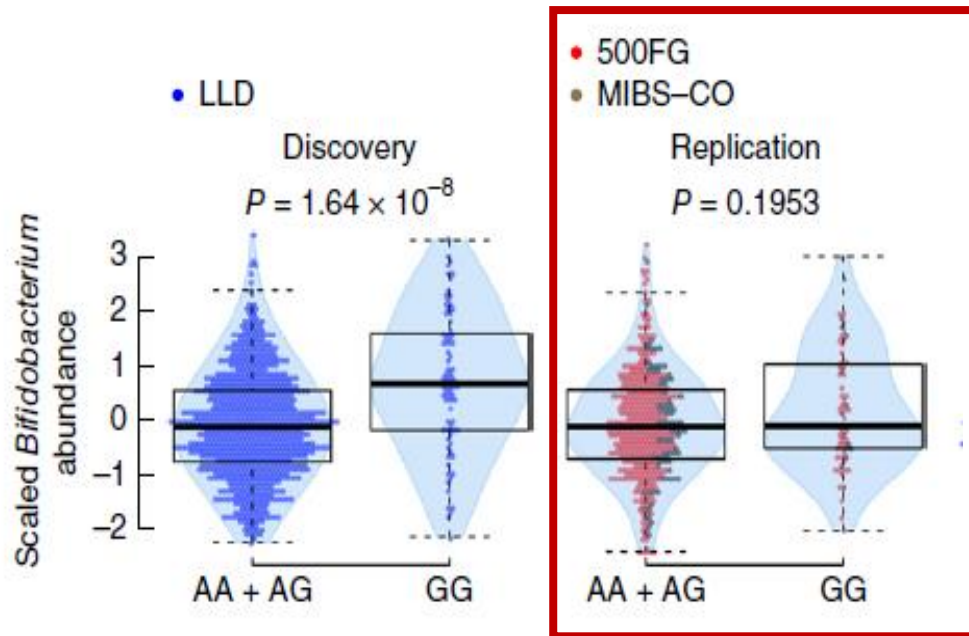 LLD
Discovery
P = 1.64 × 10⁻⁸
Scaled Bifidobacterium
abundance
3
2
1
0
–1
–2
AA + AG
GG
500FG
MIBS–CO
Replication
P = 0.1953
AA + AG
GG